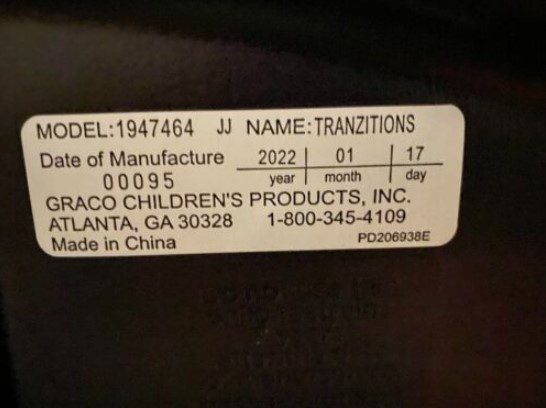 MODEL:1947464 JJ NAME:TRANZITIONS
Date of Manufacture 2022 01 17
00095 year month day
GRACO CHILDREN'S PRODUCTS, INC.
ATLANTA, GA 30328 1-800-345-4109
Made in China PD206938E